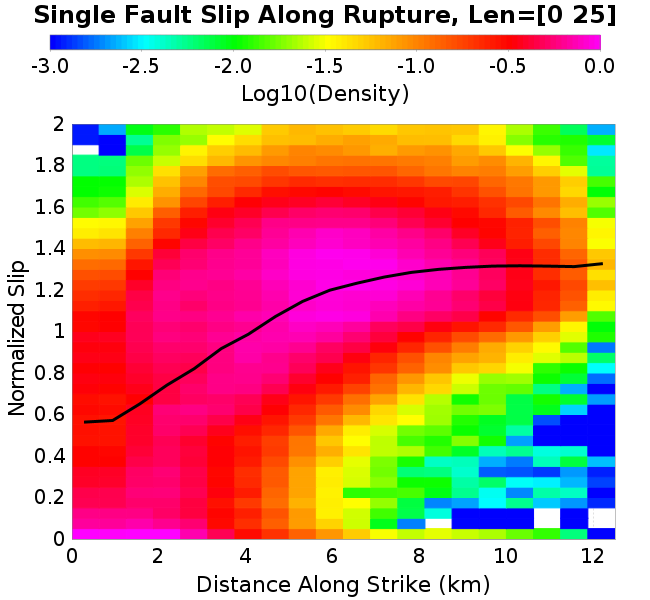 Single Fault Slip Along Rupture, Len=[0 25]
-3.0 -2.5 -2.0 -1.5 -1.0 -0.5 0.0
Log10(Density)
2
1.8
1.6
1.4
1.2
1
0.8
0.6
0.4
0.2
0
Normalized Slip
0 2 4 6 8 10 12
Distance Along Strike (km)